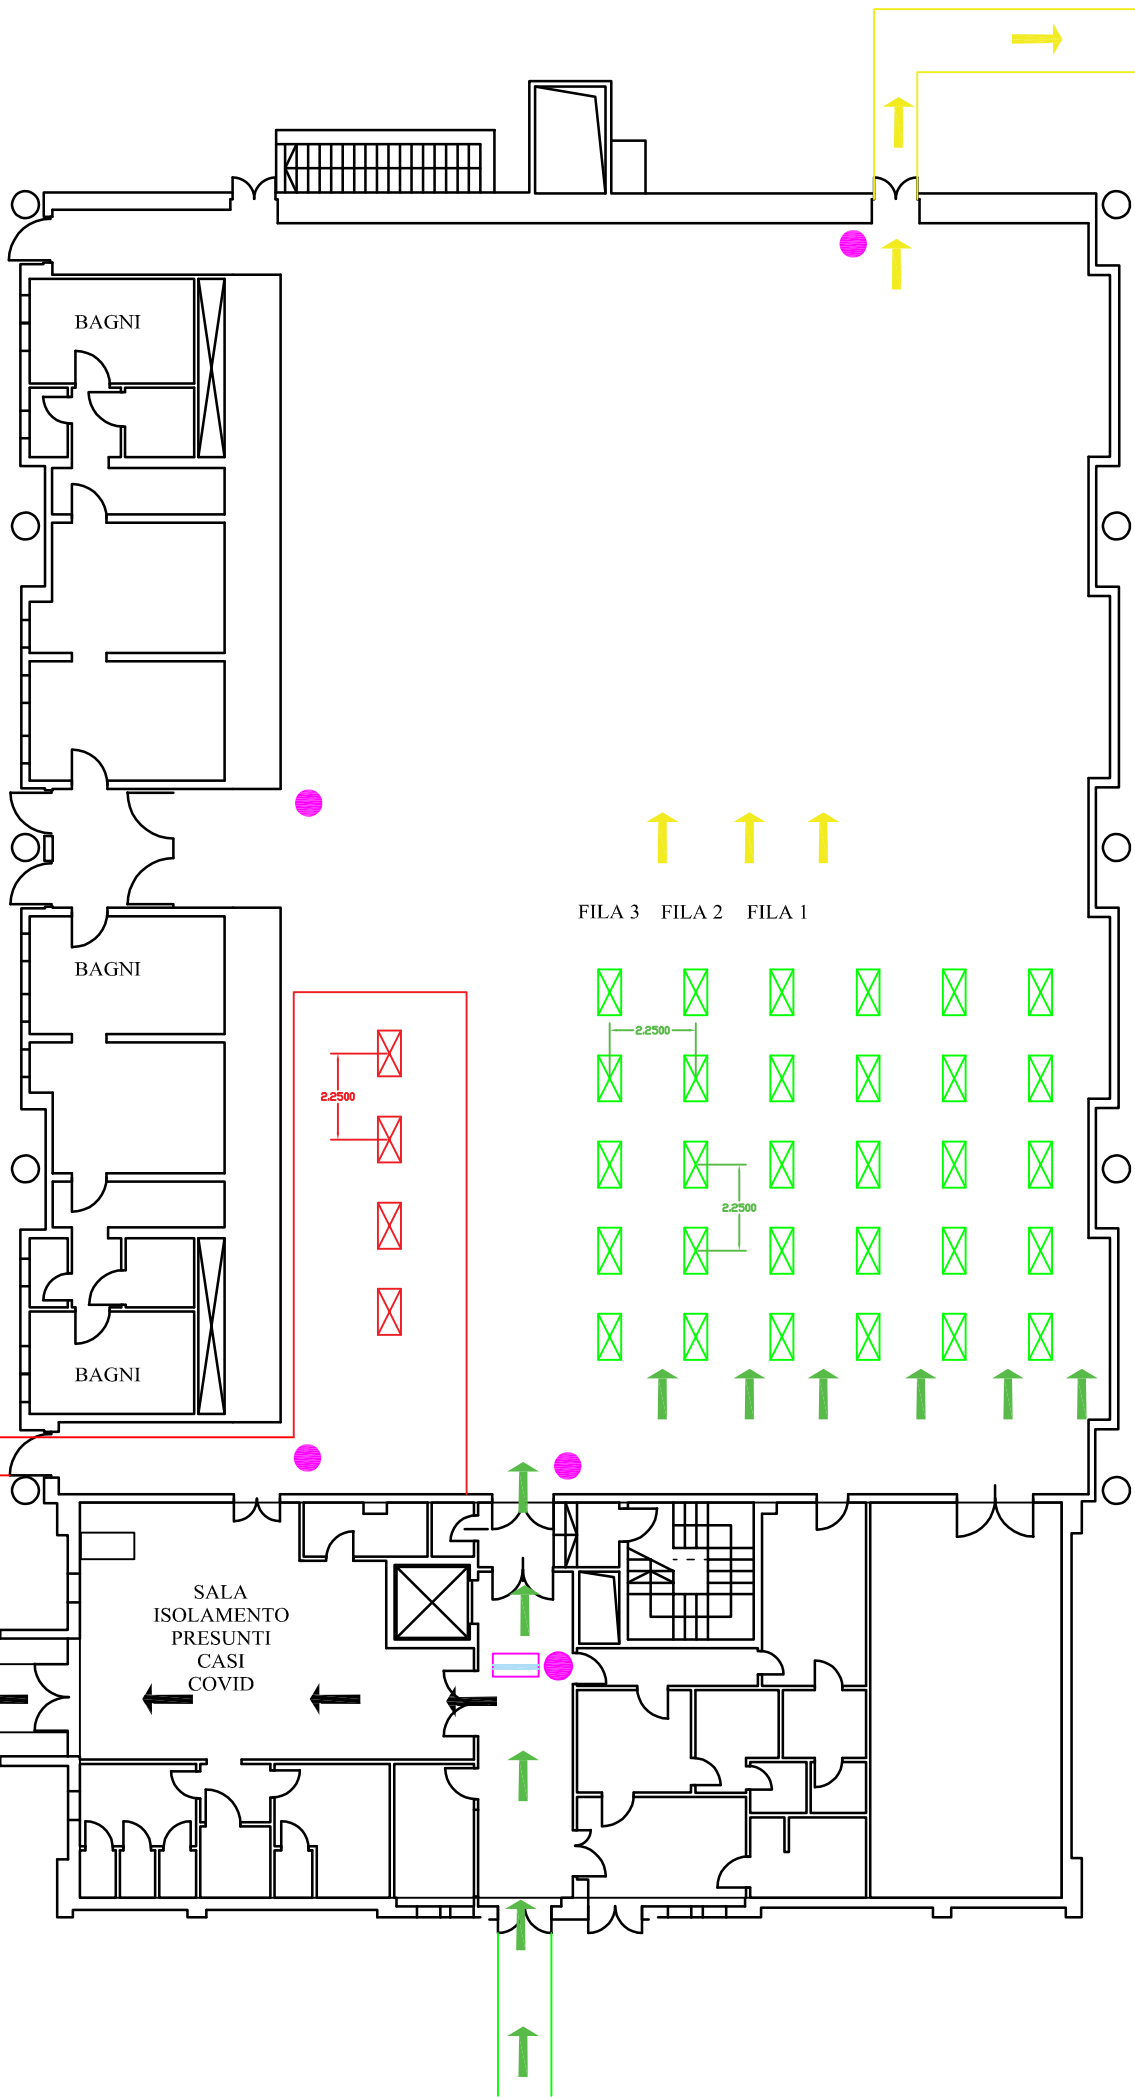 BAGNI
FILA 3 FILA 2 FILA 1
BAGNI
2.2500
2.2500
2.2500
BAGNI
SALA
ISOLAMENTO
PRESUNTI
CASI
COVID